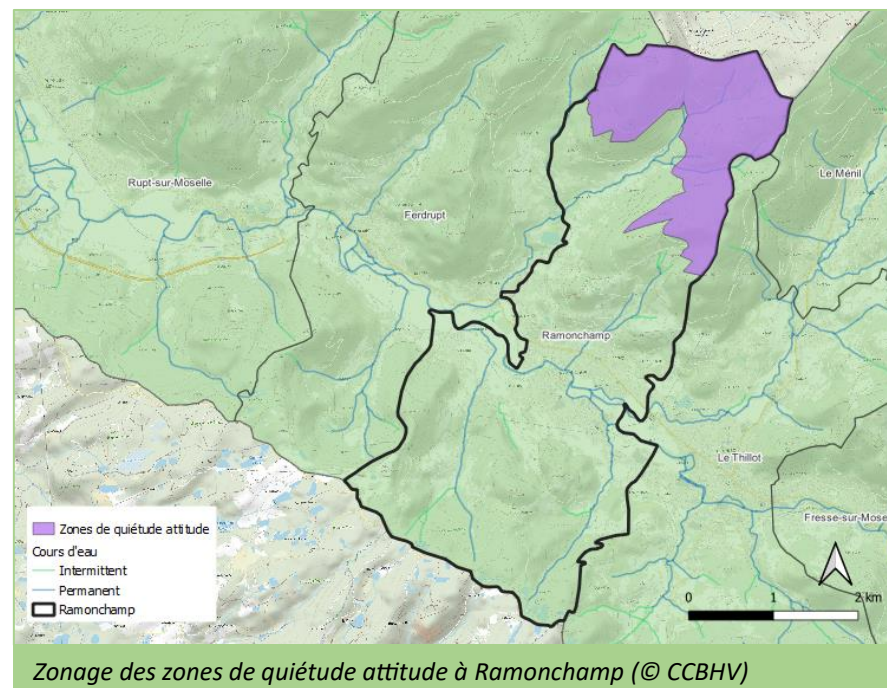 Rupt-sur-Moselle
Ferdrupt
Le Ménil
Ramonchamp
Le Thillot
Fresse-sur-Mose
Zones de quiétude attitude
Cours d'eau
Intermittent
Permanent
Ramonchamp
0 1 2 km
Zonage des zones de quiétude attitude à Ramonchamp (© CCBHV)